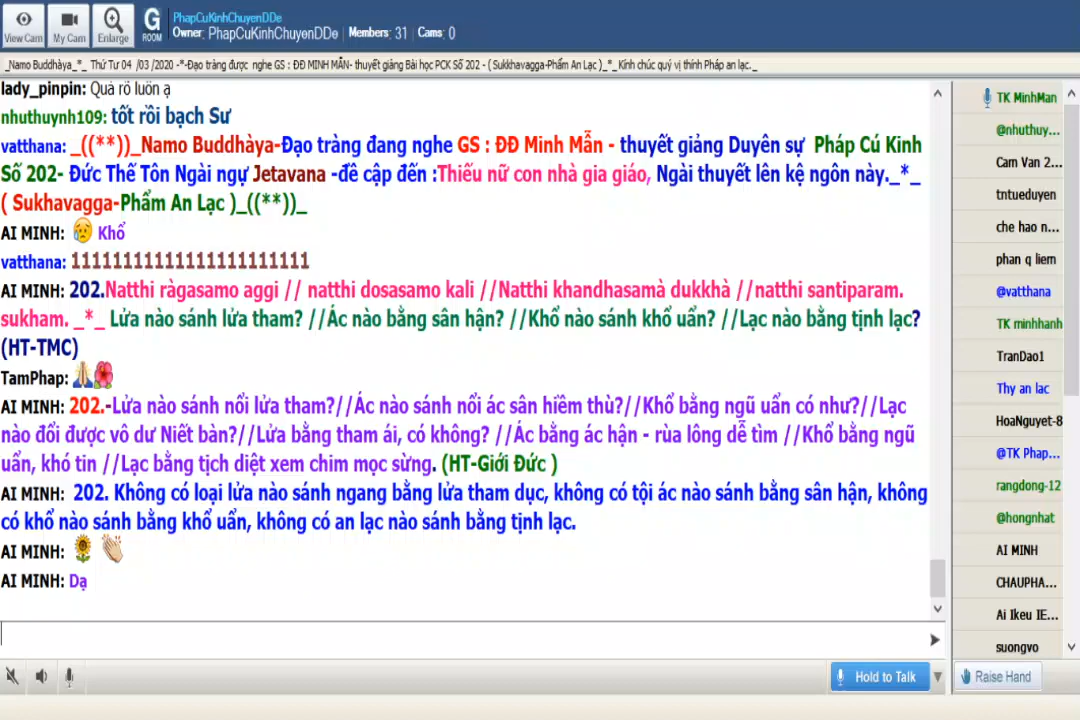 View Cam
My Cam
Enlarge
G
ROOM
PhapCuKinhChuyenDDe
Owner: PhapCuKinhChuyenDDe | Members: 31 | Cams: 0
_Namo Buddhàya_*_ Thứ Tư 04 /03 /2020 -*-Đạo tràng được nghe GS : ĐĐ MINH MẪN- thuyết giảng Bài học PCK Số 202 - ( Sukkhavagga-Phẩm An Lạc )_*_Kính chúc quý vị thính Pháp an lạc._
lady_pinpin: Quá rõ luôn ạ
nhuthuynh109: tốt rồi bạch Sư
vatthana: _((**))_Namo Buddhàya-Đạo tràng đang nghe GS : ĐĐ Minh Mẫn - thuyết giảng Duyên sự Pháp Cú Kinh
Số 202- Đức Thế Tôn Ngài ngự Jetavana -đề cập đến :Thiếu nữ con nhà gia giáo, Ngài thuyết lên kệ ngôn này._*_
( Sukhavagga-Phẩm An Lạc )_((**))_
AI MINH: Khổ
vatthana: 11111111111111111111111
AI MINH: 202.Natthi ràgasamo aggi // natthi dosasamo kali //Natthi khandhasamà dukkhà //natthi santiparam.
sukham. _*_ Lửa nào sánh lửa tham? //Ác nào bằng sân hận? //Khổ nào sánh khổ uẩn? //Lạc nào bằng tịnh lạc?
(HT-TMC)
TamPhap:
AI MINH: 202.-Lửa nào sánh nổi lửa tham?//Ác nào sánh nổi ác sân hiềm thù?//Khổ bằng ngũ uẩn có như?//Lạc
nào đổi được vô dư Niết bàn?//Lửa bằng tham ái, có không? //Ác bằng ác hận - rùa lông dễ tìm //Khổ bằng ngũ
uẩn, khó tin //Lạc bằng tịch diệt xem chim mọc sừng. (HT-Giới Đức )
AI MINH: 202. Không có loại lửa nào sánh ngang bằng lửa tham dục, không có tội ác nào sánh bằng sân hận, không
có khổ nào sánh bằng khổ uẩn, không có an lạc nào sánh bằng tịnh lạc.
AI MINH:
AI MINH: Dạ
Hold to Talk
TK MinhMan
@nhuthuy...
Cam Van 2...
tntueduyen
che hao n...
phan q liem
@vatthana
TK minhhanh
TranDao1
Thy an lac
HoaNguyet-8
@TK Phap...
rangdong-12
@hongnhat
AI MINH
CHAUPHA...
Ai Ikeu IE...
suongvo
Raise Hand